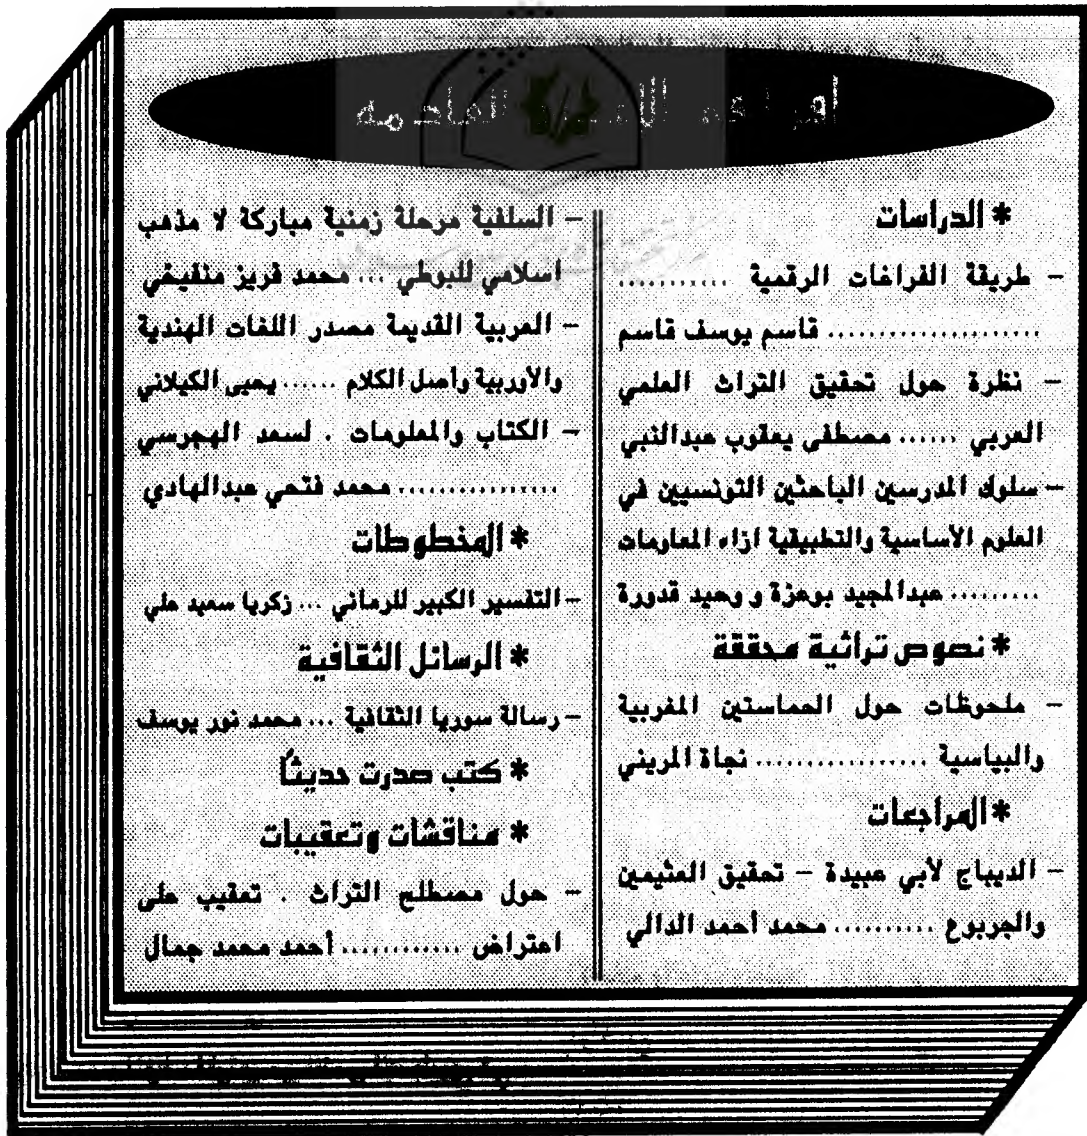 * الدراسات
– طريقة الفراغات الرقمية ...........
.................... قاسم يوسف قاسم
– نظرة حول تحقيق التراث العلمي
العربي ...... مصطفى يعقوب عبدالنبي
– سلوك المدرسين الباحثين التونسيين في
العلوم الأساسية والتطبيقية ازاء المعلومات
......... عبدالمجيد بوعزة و وحيد قدورة
* نصوص تراثية محققة
– ملحوظات حول الحماستين المغربية
والبياسية ................ نجاة المريني
* المراجعات
– الديباج لأبي عبيدة – تحقيق العثيمين
والجربوع .......... محمد أحمد الدالي
– السلفية مرحلة زمنية مباركة لا مذهب
اسلامي للبوطي ... محمد فريز منفيخي
– العربية القديمة مصدر اللغات الهندية
والأوربية وأصل الكلام ...... يحيى الكيلاني
– الكتاب والمعلومات . لسعد الهجرسي
................ محمد فتحي عبدالهادي
* المخطوطات
– التفسير الكبير للرماني ... زكريا سعيد علي
* الرسائل الثقافية
– رسالة سوريا الثقافية ... محمد نور يوسف
* كتب صدرت حديثاً
* مناقشات وتعقيبات
– حول مصطلح التراث . تعقيب على
اعتراض ............ أحمد محمد جمال